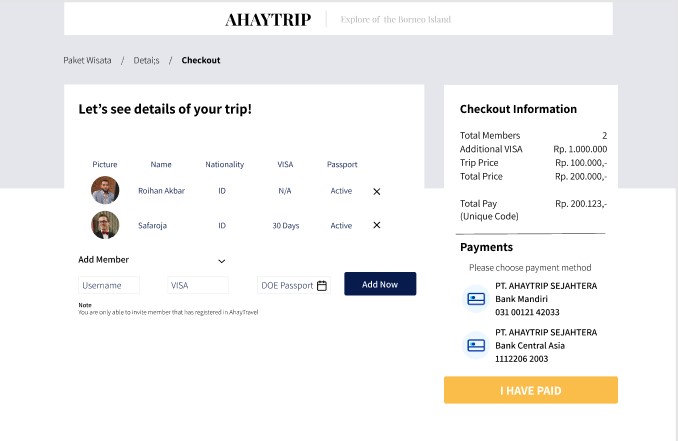 AHAYTRIP Explore of the Borneo Island
Paket Wisata / Detai;s / Checkout
Let's see details of your trip!
Picture Name Nationality VISA Passport
Roihan Akbar ID N/A Active ✕
Safaroja ID 30 Days Active ✕
Add Member
Username VISA DOE Passport Add Now
Note
You are only able to invite member that has registered in AhayTravel
Checkout Information
Total Members 2
Additional VISA Rp. 1.000.000
Trip Price Rp. 100.000,-
Total Price Rp. 200.000,-
Total Pay Rp. 200.123,-
(Unique Code)
Payments
Please choose payment method
PT. AHAYTRIP SEJAHTERA
Bank Mandiri
031 00121 42033
PT. AHAYTRIP SEJAHTERA
Bank Central Asia
1112206 2003
I HAVE PAID